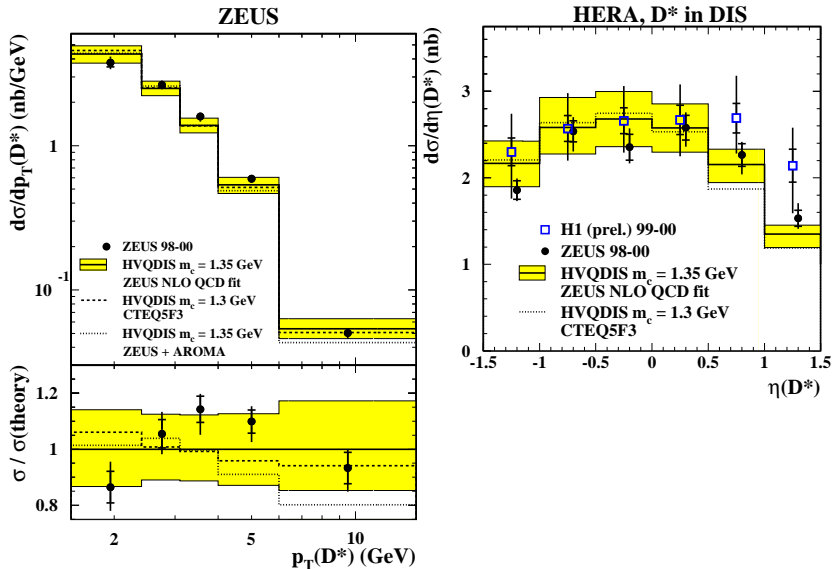 ZEUS
dσ/dp_T(D*) (nb/GeV)
1
10^-1
ZEUS 98-00
HVQDIS m_c = 1.35 GeV
ZEUS NLO QCD fit
HVQDIS m_c = 1.3 GeV
CTEQ5F3
HVQDIS m_c = 1.35 GeV
ZEUS + AROMA
σ / σ(theory)
1.2
1
0.8
2
5
10
p_T(D*) (GeV)
HERA, D* in DIS
dσ/dη(D*) (nb)
3
2
1
0
H1 (prel.) 99-00
ZEUS 98-00
HVQDIS m_c = 1.35 GeV
ZEUS NLO QCD fit
HVQDIS m_c = 1.3 GeV
CTEQ5F3
-1.5 -1 -0.5 0 0.5 1 1.5
η(D*)